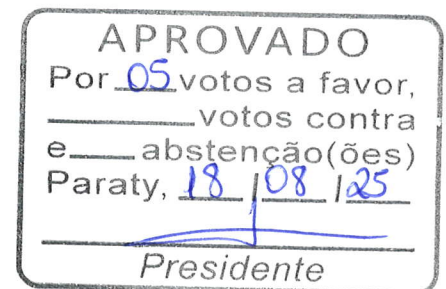 APROVADO
Por 05 votos a favor,
votos contra
e abstenção(ões)
Paraty, 18 / 08 / 25
Presidente